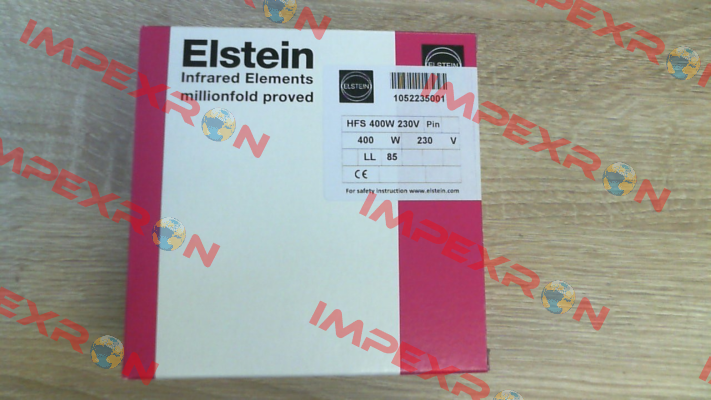 Elstein
Infrared Elements
millionfold proved
ELSTEIN
ELSTEIN
1052235001
HFS 400W 230V Pin
400 W 230 V
LL 85
CE
For safety instruction www.elstein.com
IMPEXRON
IMPEXRON
IMPEXRON
IMPEXRON
IMPEXRON
IMPEXRON
IMPEXRON